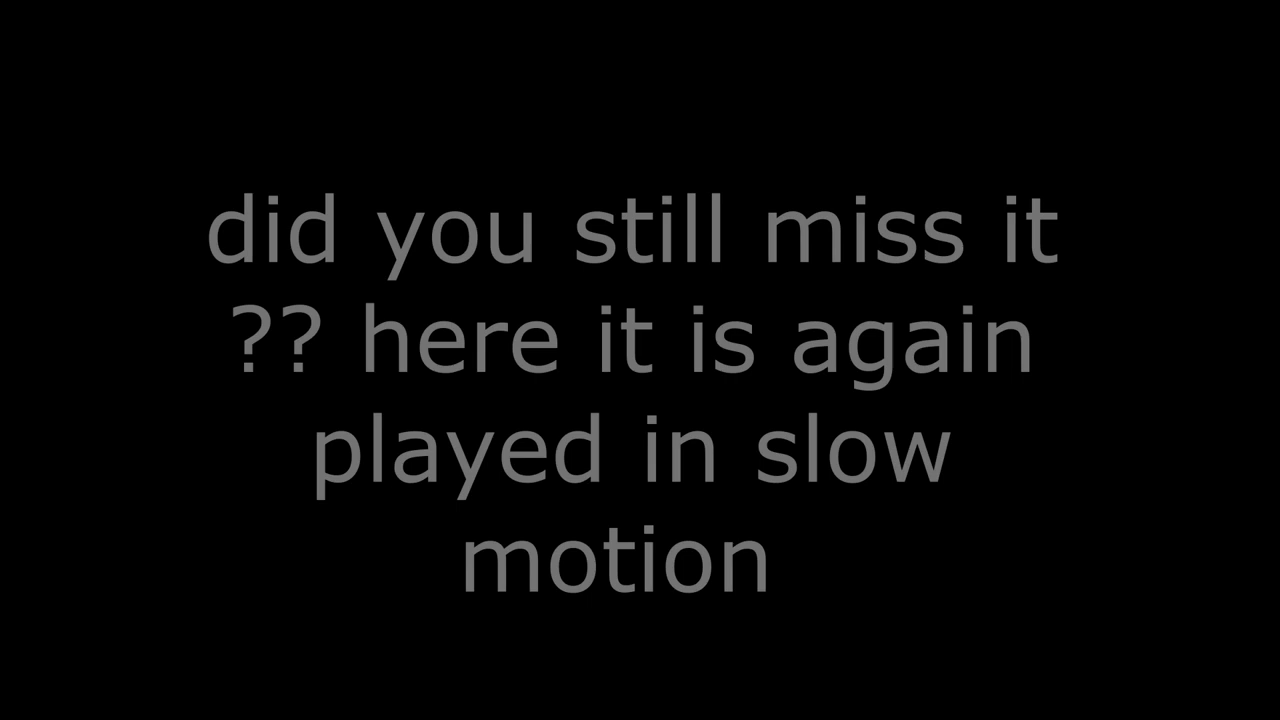 did you still miss it
?? here it is again
played in slow
motion